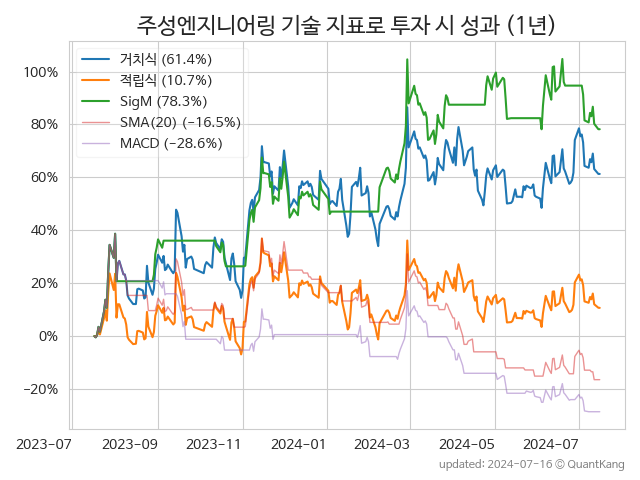 주성엔지니어링 기술 지표로 투자 시 성과 (1년)
거치식 (61.4%)
적립식 (10.7%)
SigM (78.3%)
SMA(20) (−16.5%)
MACD (−28.6%)
100%
80%
60%
40%
20%
0%
−20%
2023-07
2023-09
2023-11
2024-01
2024-03
2024-05
2024-07
updated: 2024-07-16 © QuantKang